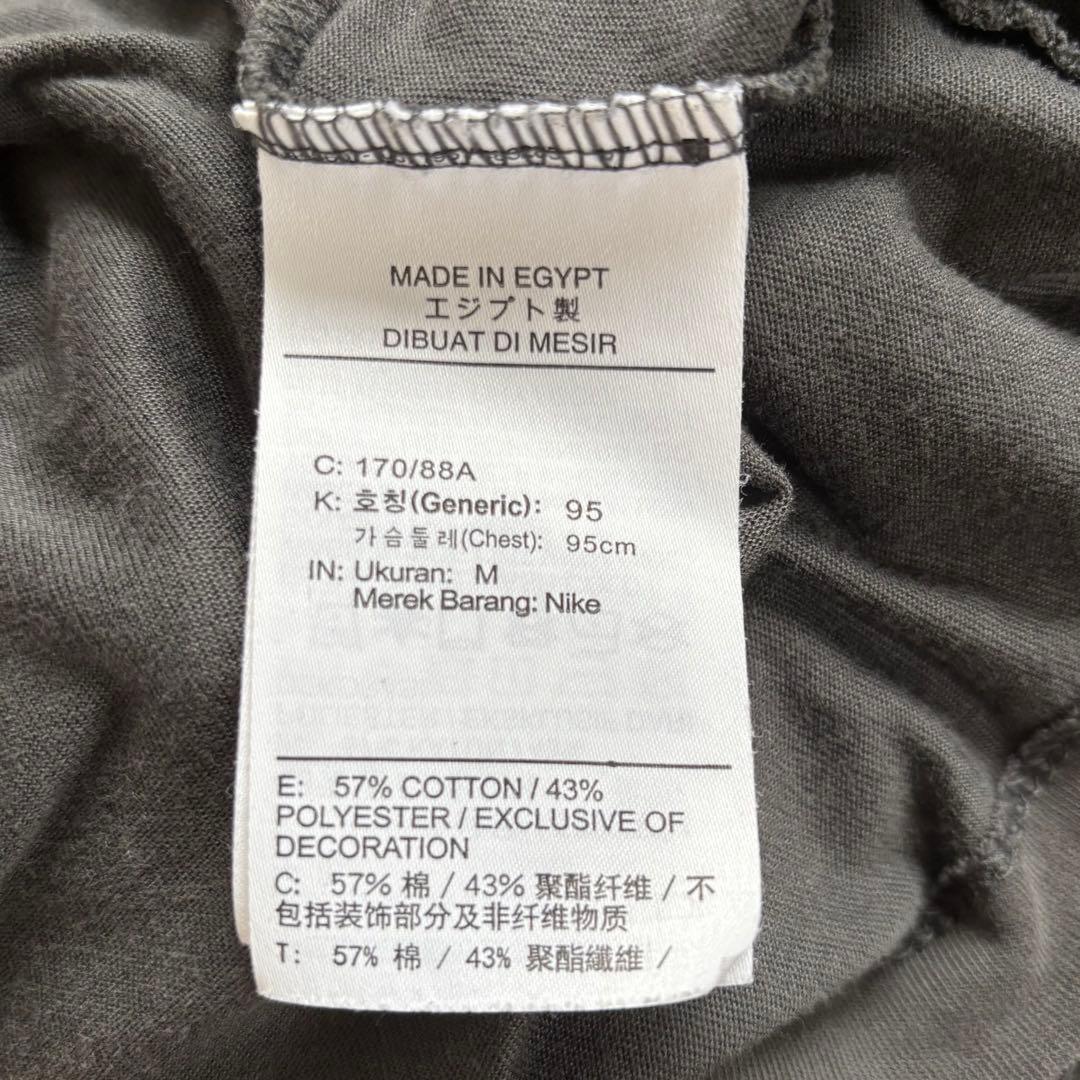 MADE IN EGYPT
エジプト製
DIBUAT DI MESIR
C: 170/88A
K: 호칭(Generic): 95
가슴둘레(Chest): 95cm
IN: Ukuran: M
Merek Barang: Nike
E: 57% COTTON / 43%
POLYESTER / EXCLUSIVE OF
DECORATION
C: 57% 棉 / 43% 聚酯纤维 / 不
包括装饰部分及非纤维物质
T: 57% 棉 / 43% 聚酯纖維 /